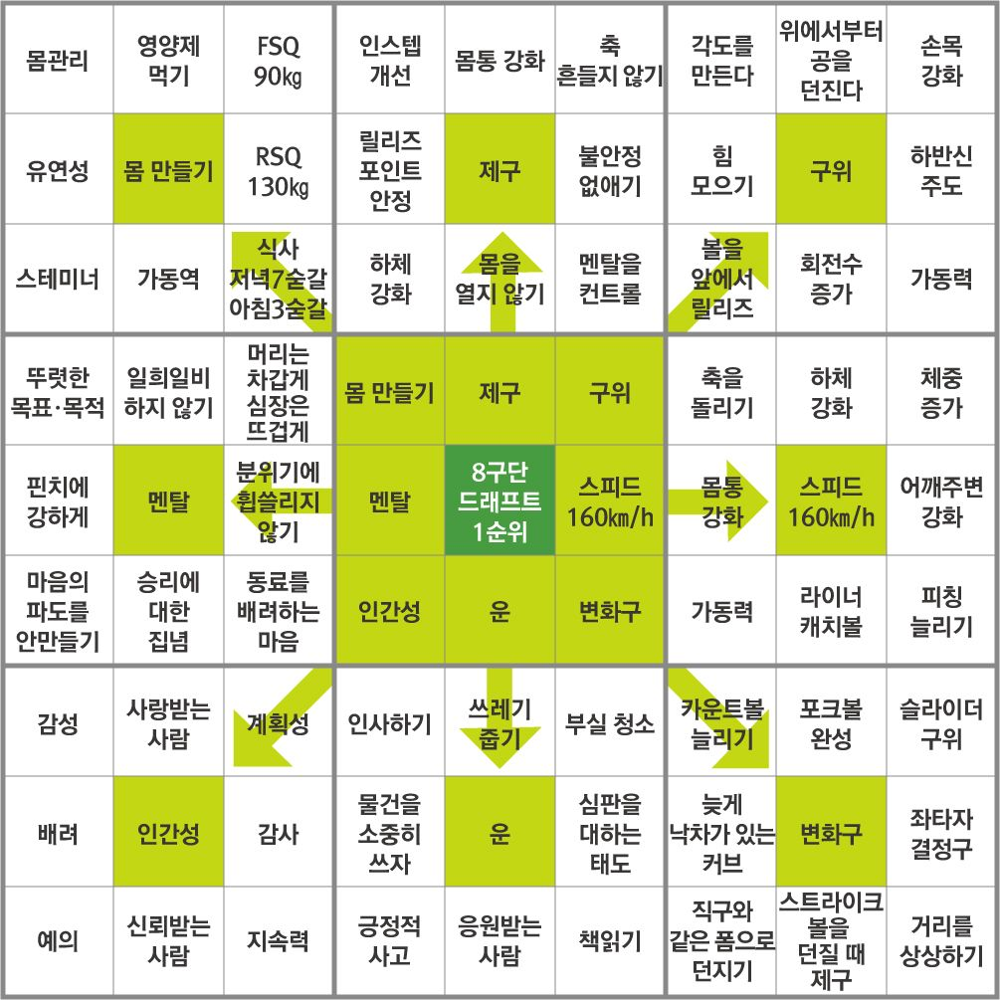 몸관리
영양제
먹기
FSQ
90㎏
인스텝
개선
몸통 강화
축
흔들지 않기
각도를
만든다
위에서부터
공을
던진다
손목
강화
유연성
몸 만들기
RSQ
130㎏
릴리즈
포인트
안정
제구
불안정
없애기
힘
모으기
구위
하반신
주도
스테미너
가동역
식사
저녁7숟갈
아침3숟갈
하체
강화
몸을
열지 않기
멘탈을
컨트롤
볼을
앞에서
릴리즈
회전수
증가
가동력
뚜렷한
목표·목적
일희일비
하지 않기
머리는
차갑게
심장은
뜨겁게
몸 만들기
제구
구위
축을
돌리기
하체
강화
체중
증가
핀치에
강하게
멘탈
분위기에
휩쓸리지
않기
멘탈
8구단
드래프트
1순위
스피드
160㎞/h
몸통
강화
스피드
160㎞/h
어깨주변
강화
마음의
파도를
안만들기
승리에
대한
집념
동료를
배려하는
마음
인간성
운
변화구
가동력
라이너
캐치볼
피칭
늘리기
감성
사랑받는
사람
계획성
인사하기
쓰레기
줍기
부실 청소
카운트볼
늘리기
포크볼
완성
슬라이더
구위
배려
인간성
감사
물건을
소중히
쓰자
운
심판을
대하는
태도
늦게
낙차가 있는
커브
변화구
좌타자
결정구
예의
신뢰받는
사람
지속력
긍정적
사고
응원받는
사람
책읽기
직구와
같은 폼으로
던지기
스트라이크
볼을
던질 때
제구
거리를
상상하기